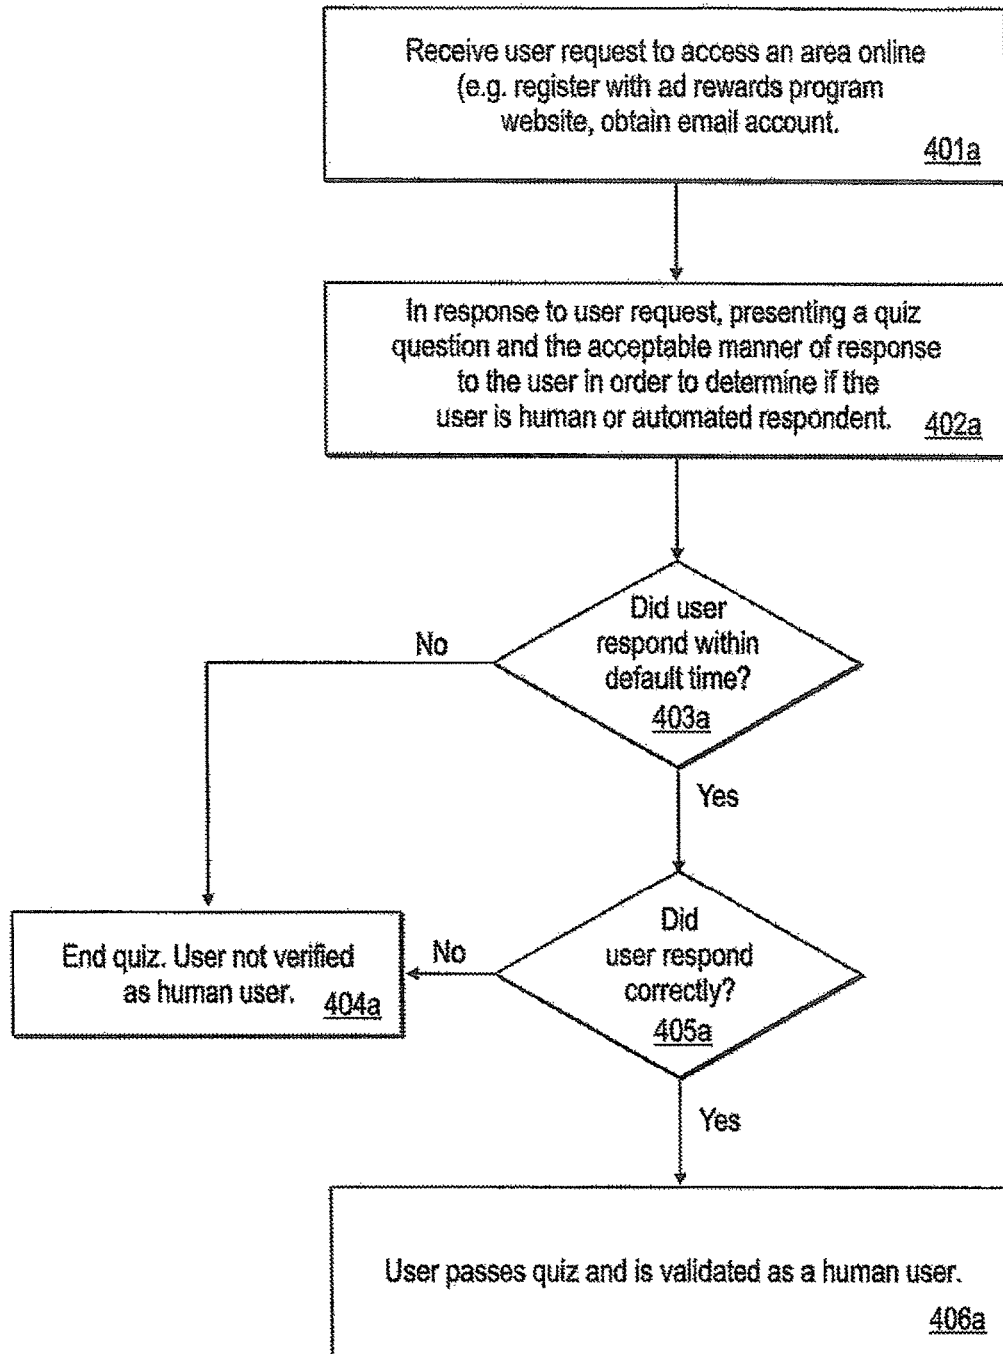 Receive user request to access an area online
(e.g. register with ad rewards program
website, obtain email account.
401a
In response to user request, presenting a quiz
question and the acceptable manner of response
to the user in order to determine if the
user is human or automated respondent.
402a
Did user
respond within
default time?
403a
No
Yes
Did
user respond
correctly?
405a
No
End quiz. User not verified
as human user.
404a
Yes
User passes quiz and is validated as a human user.
406a